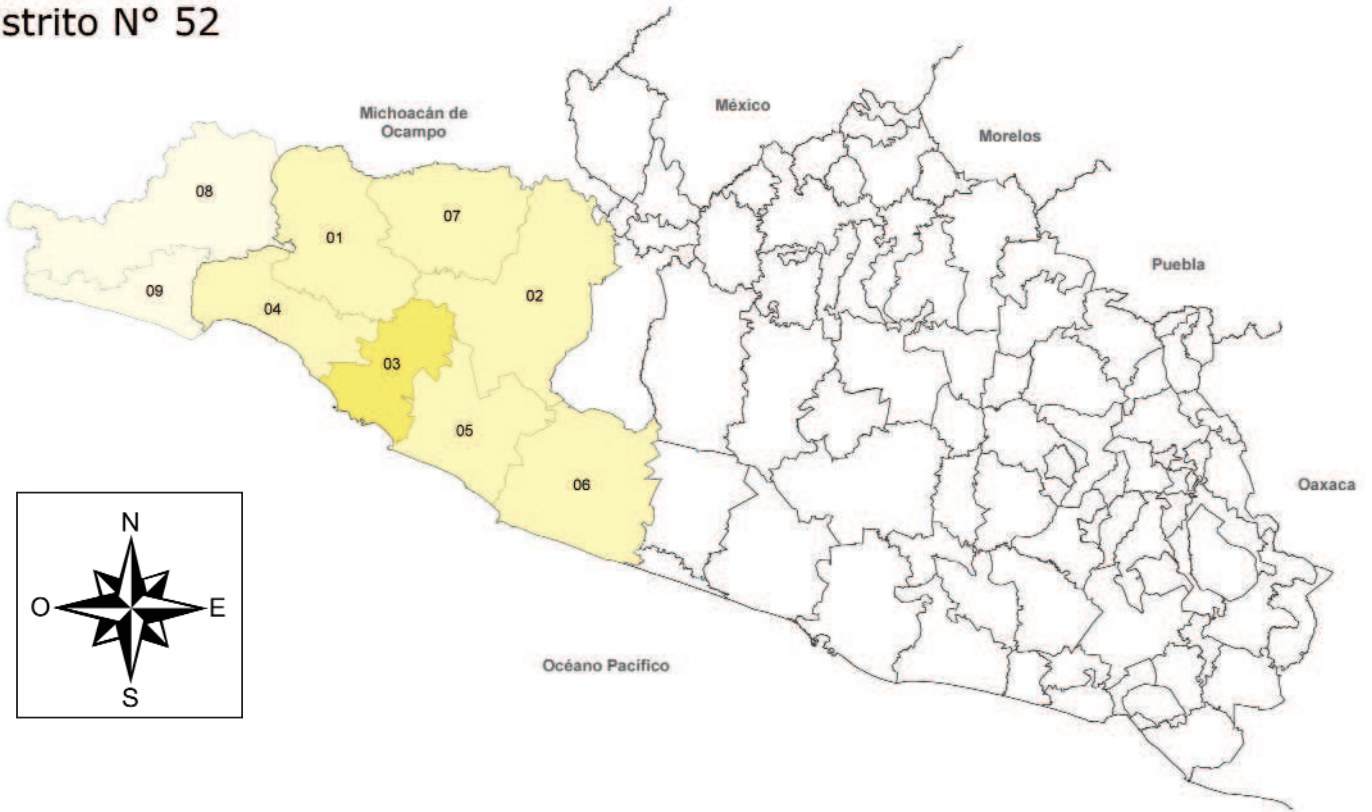 strito N° 52
Michoacán de
Ocampo
México
Morelos
08
07
01
Puebla
09
04
02
03
05
06
Oaxaca
N
O
E
S
Océano Pacífico